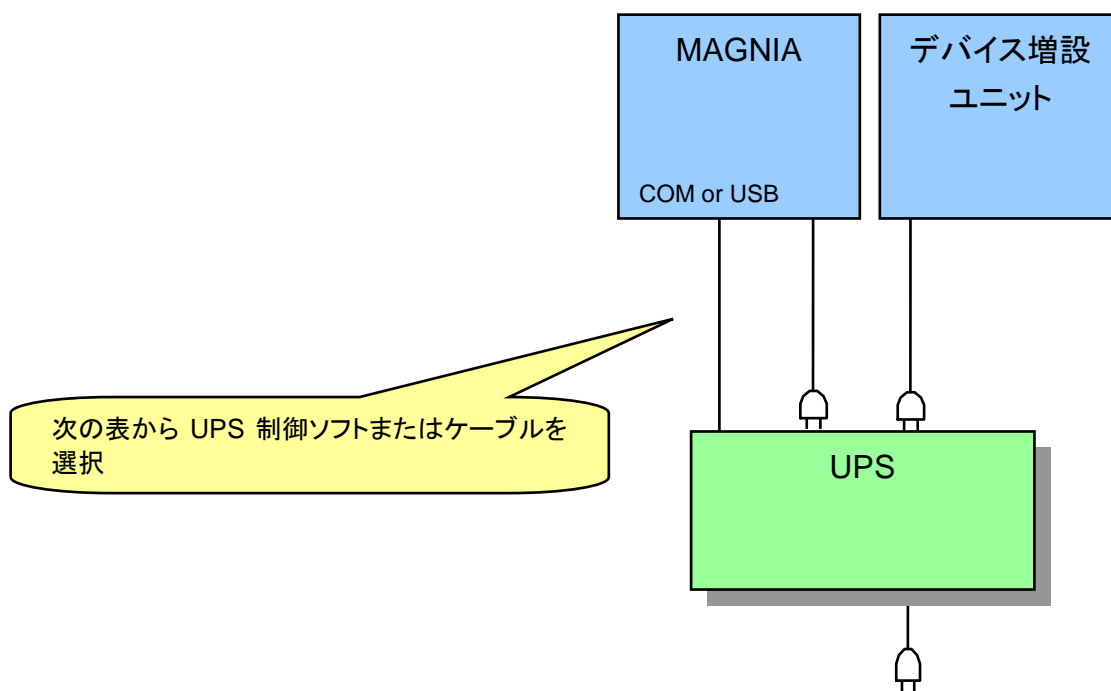 MAGNIA
デバイス増設
ユニット
COM or USB
次の表から UPS 制御ソフトまたはケーブルを
選択
UPS